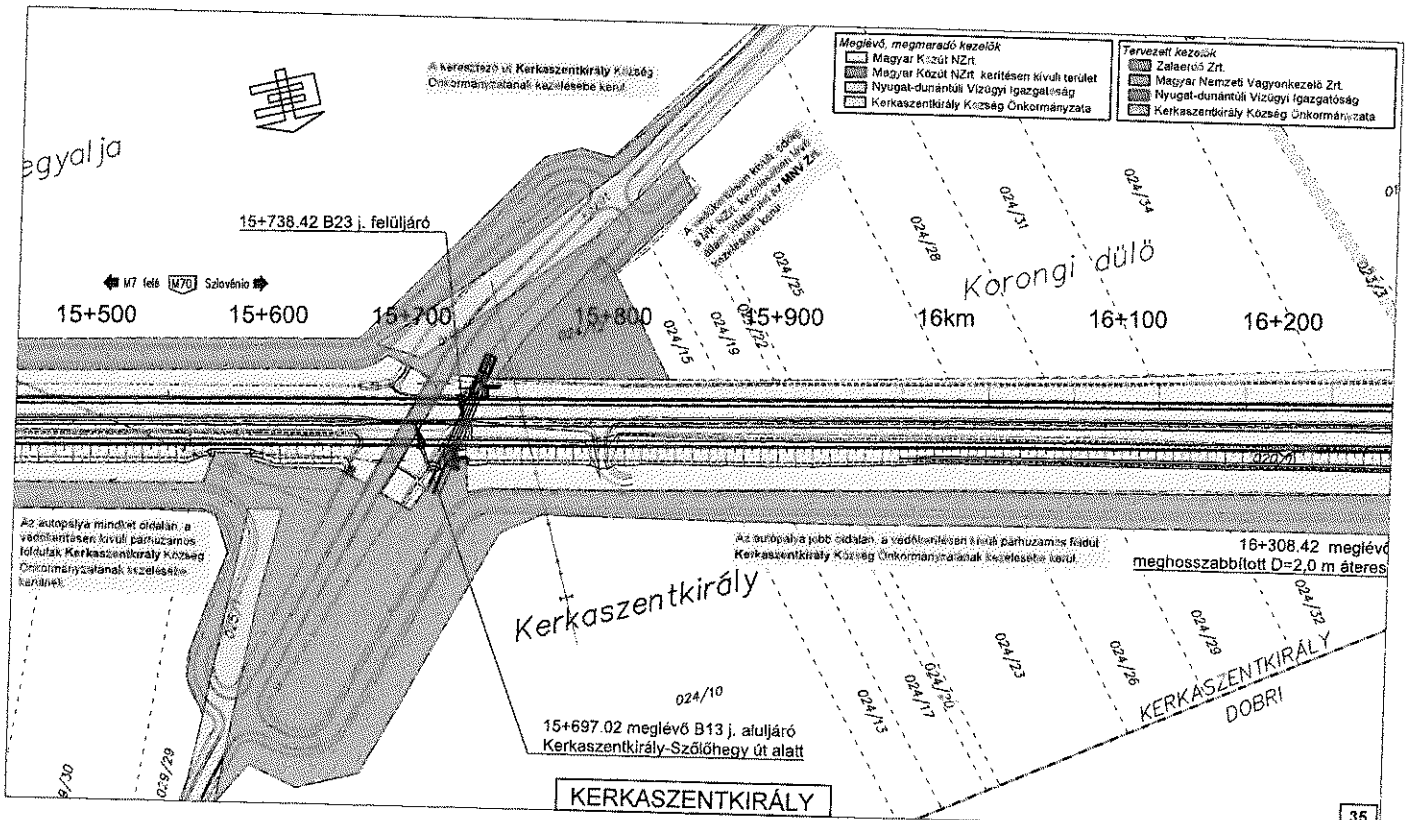 Meglévő, megmaradó kezelők
Magyar Közút NZrt.
Magyar Közút NZrt. kerítésen kívüli terület
Nyugat-dunántúli Vízügyi Igazgatóság
Kerkaszentkirály Község Önkormányzata
Tervezett kezelők
Zalaerdő Zrt.
Magyar Nemzeti Vagyonkezelő Zrt.
Nyugat-dunántúli Vízügyi Igazgatóság
Kerkaszentkirály Község Önkormányzata
A keresztező út Kerkaszentkirály Község
Önkormányzatának kezelésébe kerül.
egyalja
15+738.42 B23 j. felüljáró
M7 felé M70 Szlovénia
15+500
15+600
15+700
15+800
15+900
16km
16+100
16+200
Korongi dűlő
024/15
024/19
024/22
024/25
024/28
024/31
024/34
023/3
Az autópálya mindkét oldalán, a
védőkerítésen kívüli párhuzamos
földutak Kerkaszentkirály Község
Önkormányzatának kezelésébe
kerülnek.
Az autópálya jobb oldalán, a védőkerítésen kívüli párhuzamos földút
Kerkaszentkirály Község Önkormányzatának kezelésébe kerül.
16+308.42 meglévő
meghosszabbított D=2,0 m áteres
Kerkaszentkirály
025
024/10
024/13
024/17
024/20
024/23
024/26
024/29
024/32
KERKASZENTKIRÁLY
DOBRI
15+697.02 meglévő B13 j. aluljáró
Kerkaszentkirály-Szőlőhegy út alatt
9/30
029/29
KERKASZENTKIRÁLY
35